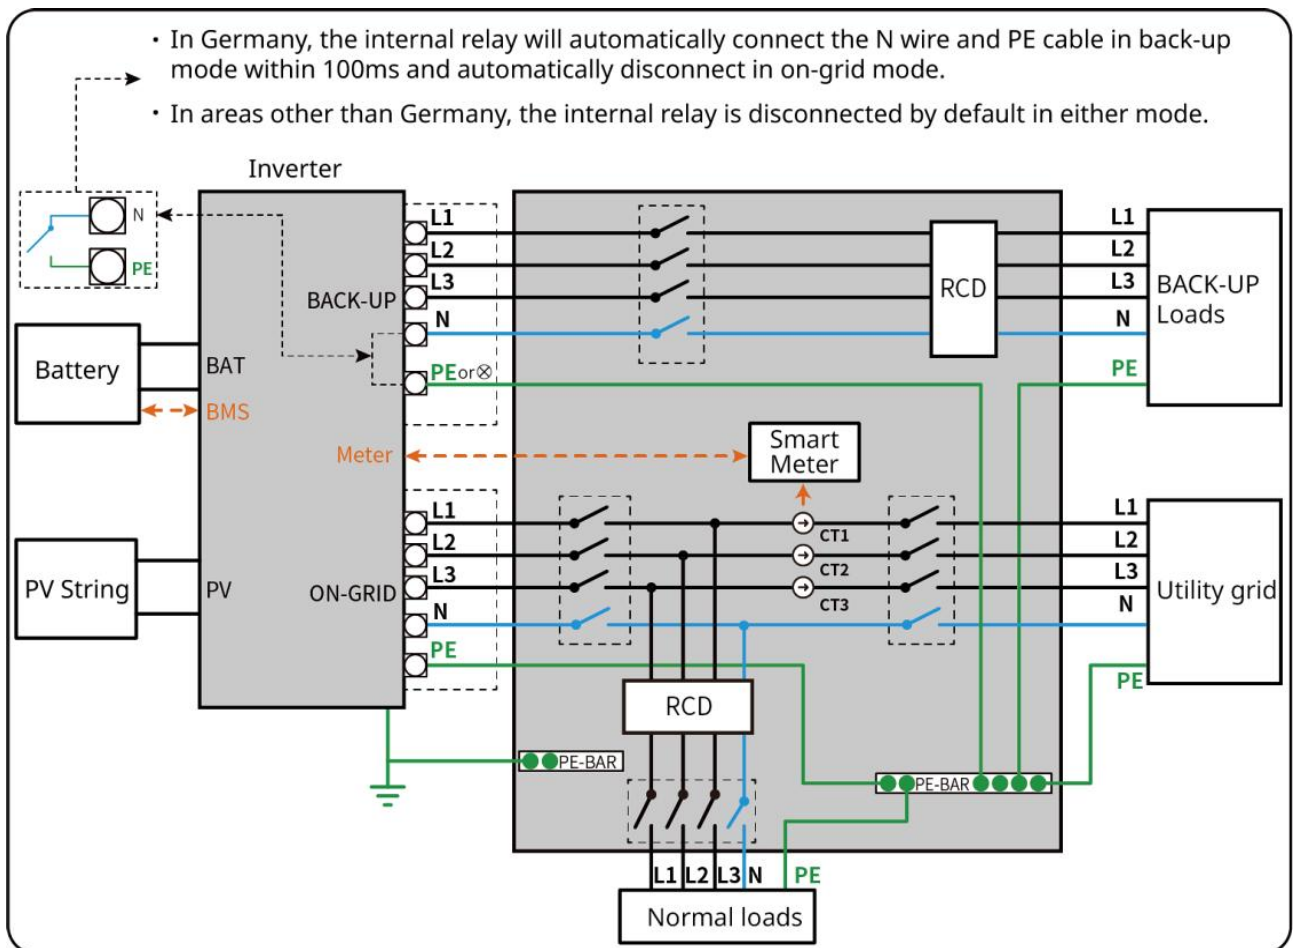 · In Germany, the internal relay will automatically connect the N wire and PE cable in back-up
mode within 100ms and automatically disconnect in on-grid mode.
· In areas other than Germany, the internal relay is disconnected by default in either mode.
Inverter
N
PE
L1
L2
L3
N
PEor⊗
BACK-UP
RCD
L1
L2
L3
N
PE
BACK-UP
Loads
Battery
BAT
BMS
Meter
Smart
Meter
PV String
PV
ON-GRID
L1
L2
L3
N
PE
CT1
CT2
CT3
L1
L2
L3
N
PE
Utility grid
RCD
PE-BAR
PE-BAR
L1 L2 L3 N PE
Normal loads